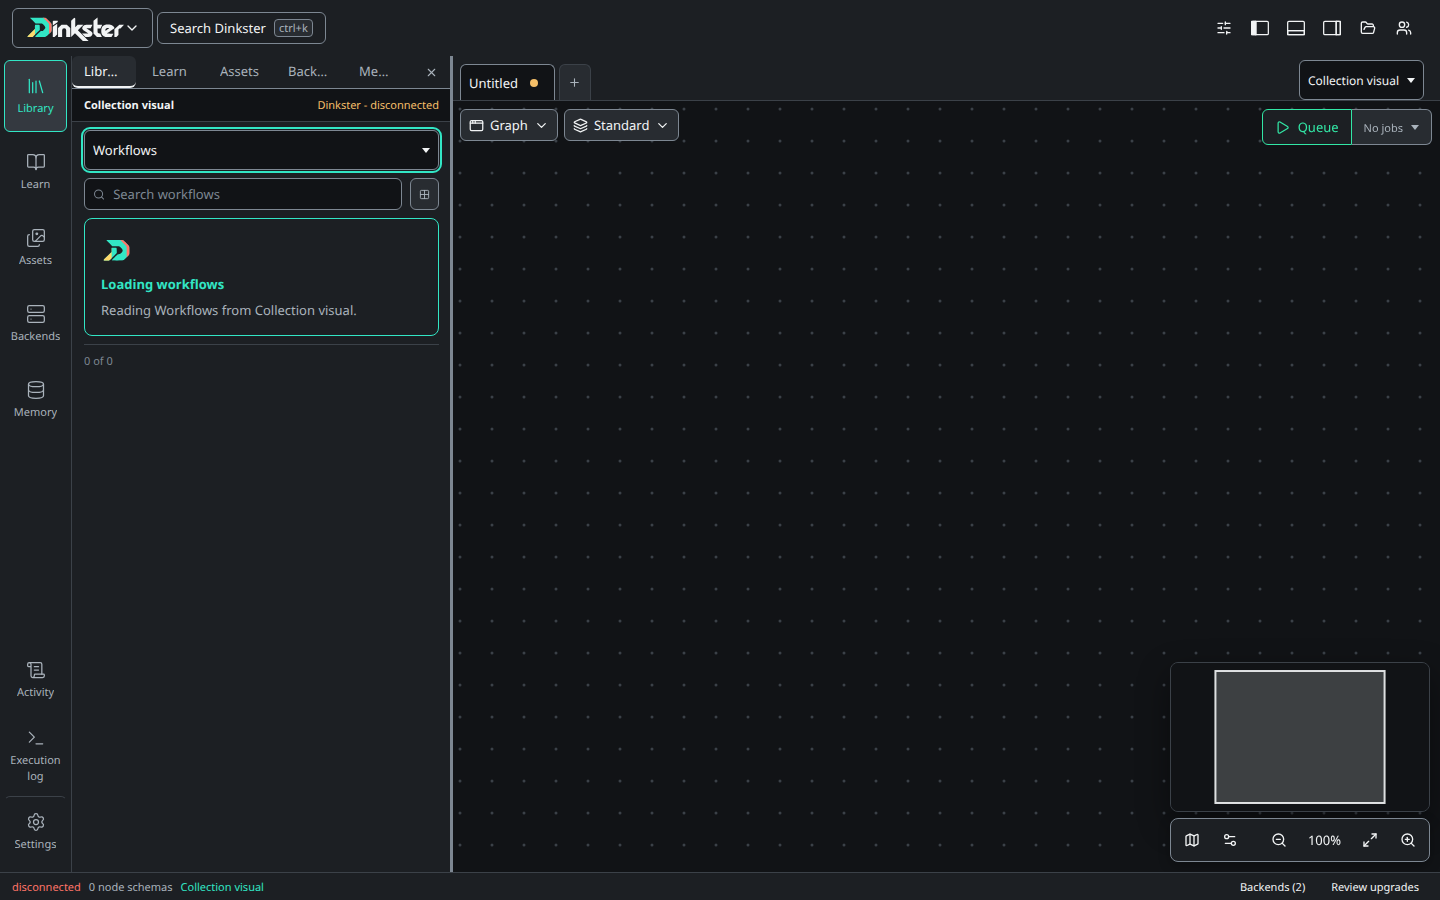 Dinkster
Search Dinkster ctrl+k
Library
Learn
Assets
Backends
Memory
Activity
Execution log
Settings
Libr... Learn Assets Back... Me...
Collection visual Dinkster - disconnected
Workflows
Search workflows
Loading workflows
Reading Workflows from Collection visual.
0 of 0
Untitled
Collection visual
Graph Standard
Queue No jobs
100%
disconnected 0 node schemas Collection visual
Backends (2) Review upgrades